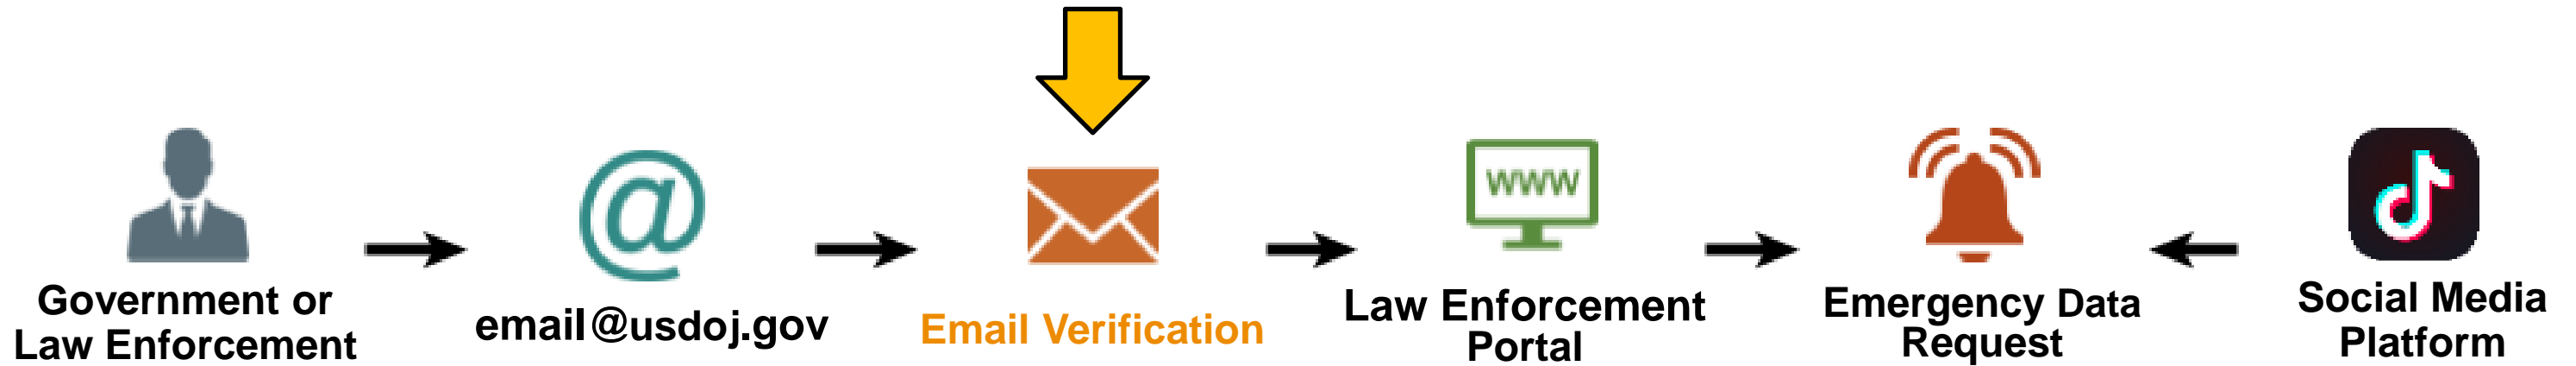 Government or
Law Enforcement
email@usdoj.gov
Email Verification
www
Law Enforcement
Portal
Emergency Data
Request
Social Media
Platform